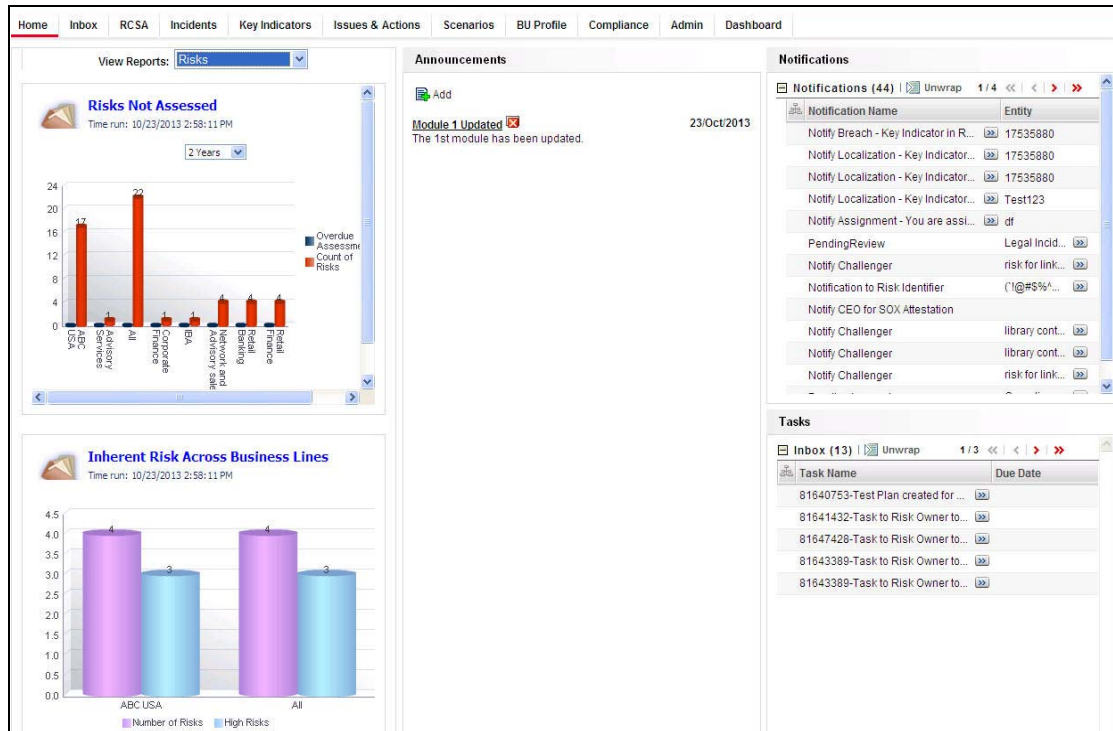 Home Inbox RCSA Incidents Key Indicators Issues & Actions Scenarios BU Profile Compliance Admin Dashboard
View Reports: Risks
Risks Not Assessed
Time run: 10/23/2013 2:58:11 PM
2 Years
24
20
16
12
8
4
0
17
1
22
1
1
4
4
4
ABC
USA
Advisory
Services
All
Corporate
Finance
IBA
Network and
Advisory sale
Retail
Banking
Retail
Finance
Overdue
Assessme
Count of
Risks
Inherent Risk Across Business Lines
Time run: 10/23/2013 2:58:11 PM
4.5
4.0
3.5
3.0
2.5
2.0
1.5
1.0
0.5
0.0
4
3
4
3
ABC USA
All
Number of Risks High Risks
Announcements
Add
Module 1 Updated 23/Oct/2013
The 1st module has been updated.
Notifications
Notifications (44) Unwrap 1/4
Notification Name Entity
Notify Breach - Key Indicator in R... 17535880
Notify Localization - Key Indicator... 17535880
Notify Localization - Key Indicator... 17535880
Notify Localization - Key Indicator... Test123
Notify Assignment - You are assi... df
PendingReview Legal Incid...
Notify Challenger risk for link...
Notification to Risk Identifier (`!@#$%^...
Notify CEO for SOX Attestation
Notify Challenger library cont...
Notify Challenger library cont...
Notify Challenger risk for link...
Tasks
Inbox (13) Unwrap 1/3
Task Name Due Date
81640753-Test Plan created for ...
81641432-Task to Risk Owner to...
81647428-Task to Risk Owner to...
81643389-Task to Risk Owner to...
81643389-Task to Risk Owner to...